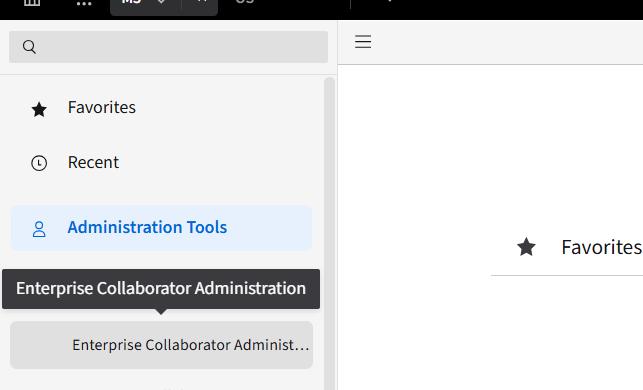 Favorites
Recent
Administration Tools
Enterprise Collaborator Administration
Enterprise Collaborator Administ...
Favorites